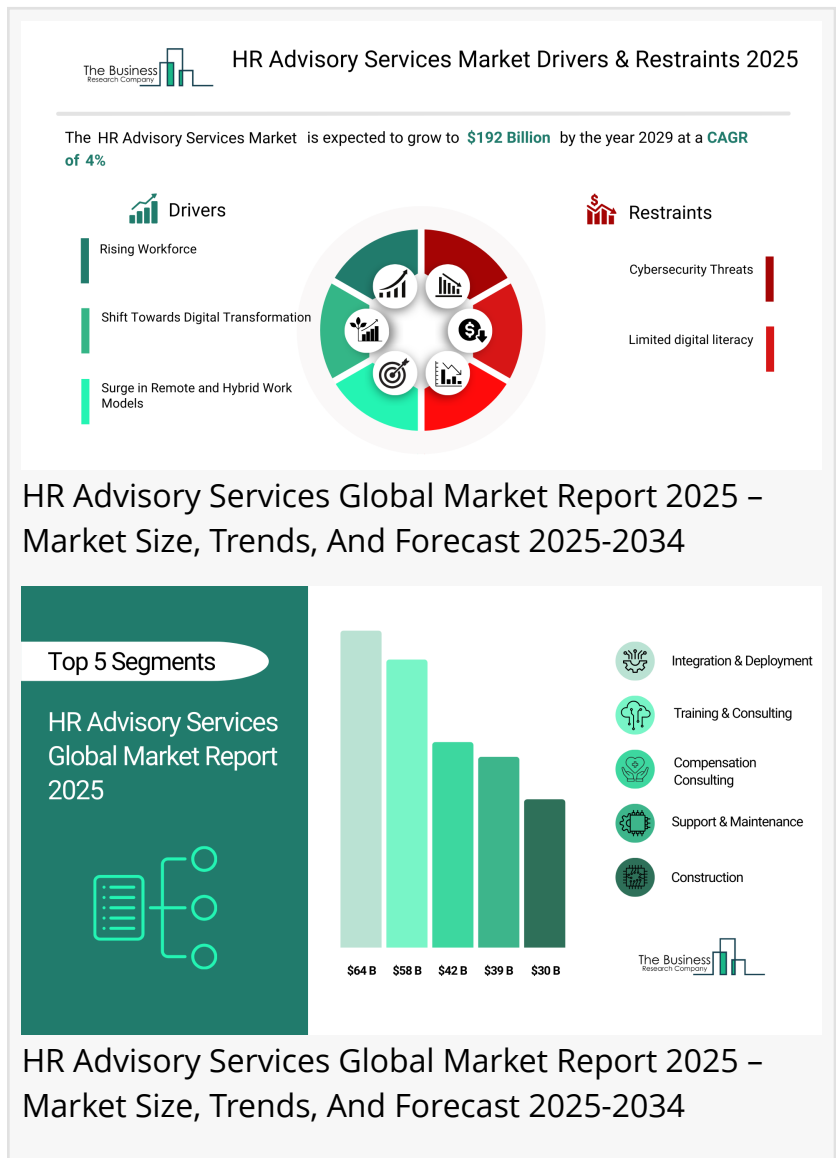 The Business
Research Company
HR Advisory Services Market Drivers & Restraints 2025
The HR Advisory Services Market is expected to grow to $192 Billion by the year 2029 at a CAGR
of 4%
Drivers
Rising Workforce
Shift Towards Digital Transformation
Surge in Remote and Hybrid Work
Models
$
Restraints
Cybersecurity Threats
Limited digital literacy
$
HR Advisory Services Global Market Report 2025 –
Market Size, Trends, And Forecast 2025-2034
Top 5 Segments
HR Advisory Services
Global Market Report
2025
$64 B $58 B $42 B $39 B $30 B
Integration & Deployment
Training & Consulting
Compensation
Consulting
Support & Maintenance
Construction
The Business
Research Company
HR Advisory Services Global Market Report 2025 –
Market Size, Trends, And Forecast 2025-2034